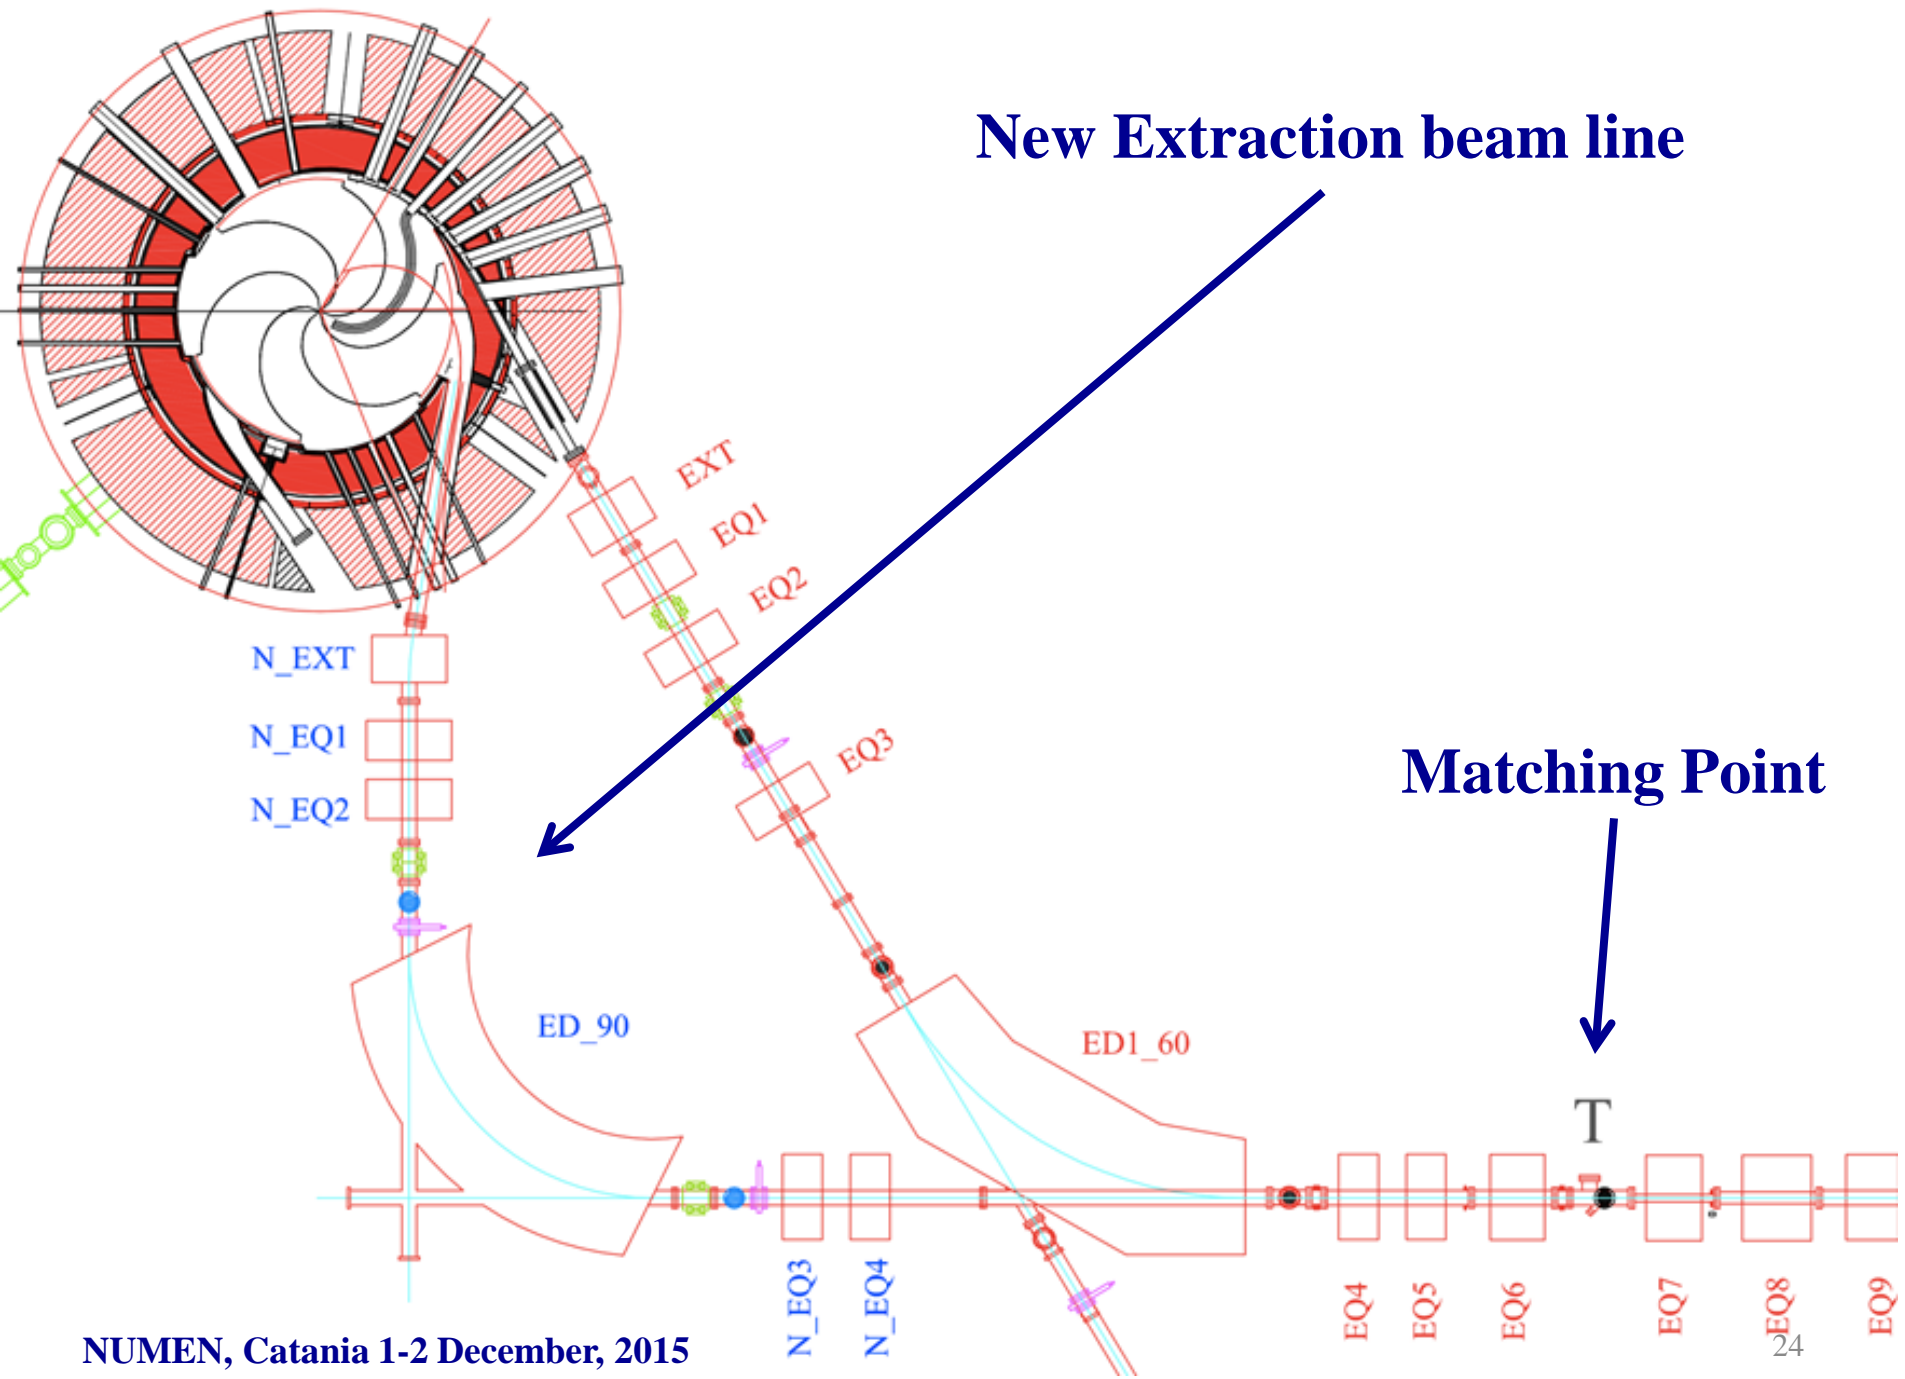 New Extraction beam line
EXT
EQ1
EQ2
N_EXT
N_EQ1
EQ3
Matching Point
N_EQ2
ED_90
ED1_60
T
N_EQ3
N_EQ4
EQ4
EQ5
EQ6
EQ7
EQ8
EQ9
NUMEN, Catania 1-2 December, 2015
24